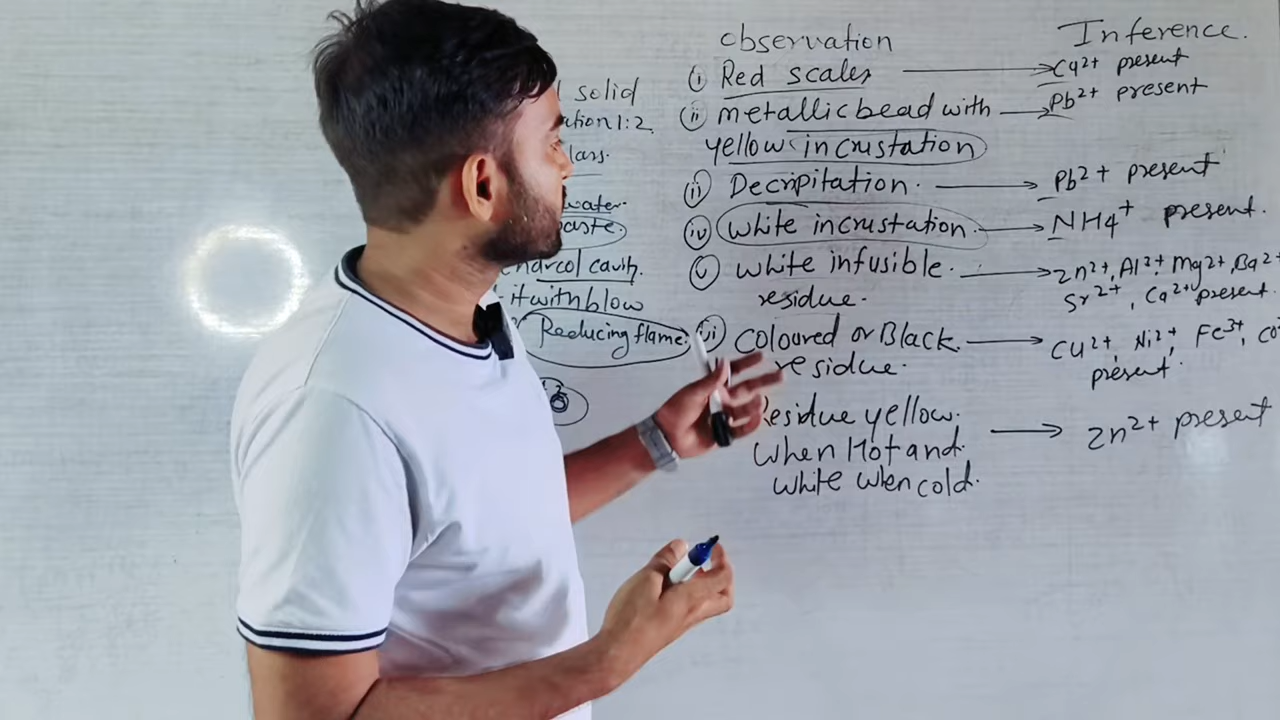 solid
ation 1:2.
lass.
water.
paste
charcol cavity.
it with blow
Reducing flame.
observation Inference.
(i) Red scales → Cu2+ present
(ii) metallic bead with → Pb2+ present
yellow incrustation
(ii) Decripitation. → Pb2+ present
(iv) white incrustation. → NH4+ present.
(v) white infusible. → Zn2+, Al3+, Mg2+, Ba2+
residue. Sr2+, Ca2+ present.
(vi) coloured or Black. → Cu2+, Ni2+, Fe3+, Co
residue. present.
Residue yellow.
when Hot and. → Zn2+ present
white when cold.